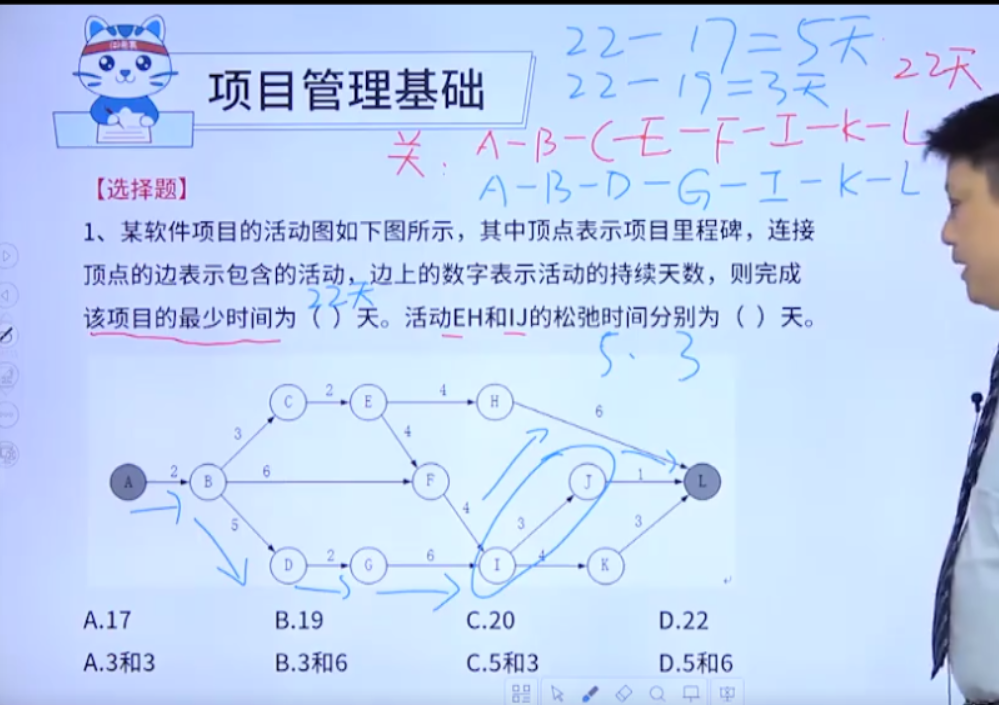 22-17=5天
22天
22-19=3天
项目管理基础
关: A-B-C-E-F-I-K-L
A-B-D-G-I-K-L
【选择题】
1、某软件项目的活动图如下图所示，其中顶点表示项目里程碑，连接
顶点的边表示包含的活动，边上的数字表示活动的持续天数，则完成
22天
该项目的最少时间为（ ）天。活动EH和IJ的松弛时间分别为（ ）天。
5. 3
C 2 E 4 H
6
3 4
A 2 B 6 F J 1 L
4
5 3 3
D 2 G 6 I 4 K
A.17 B.19 C.20 D.22
A.3和3 B.3和6 C.5和3 D.5和6